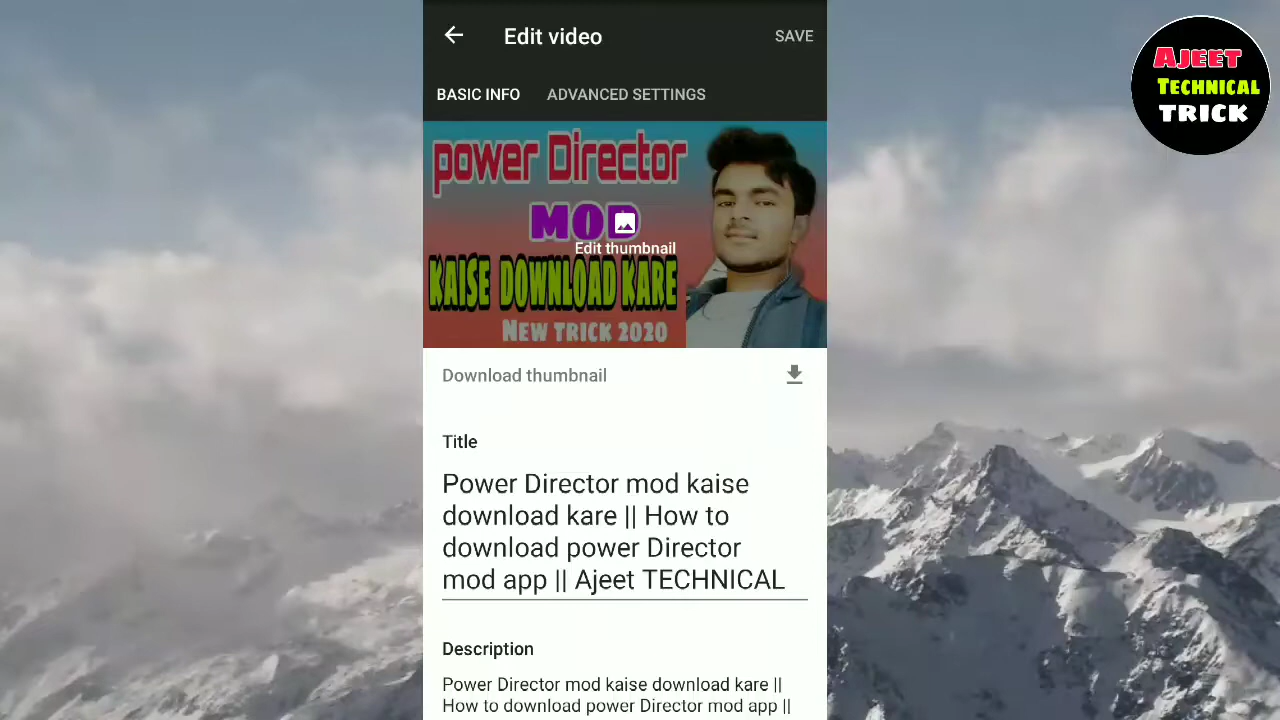 Edit video
SAVE
BASIC INFO
ADVANCED SETTINGS
power Director
MOD
Edit thumbnail
KAISE DOWNLOAD KARE
NEW TRICK 2020
Download thumbnail
Title
Power Director mod kaise
download kare || How to
download power Director
mod app || Ajeet TECHNICAL
Description
Power Director mod kaise download kare ||
How to download power Director mod app ||
AJEET
TECHNICAL
TRICK